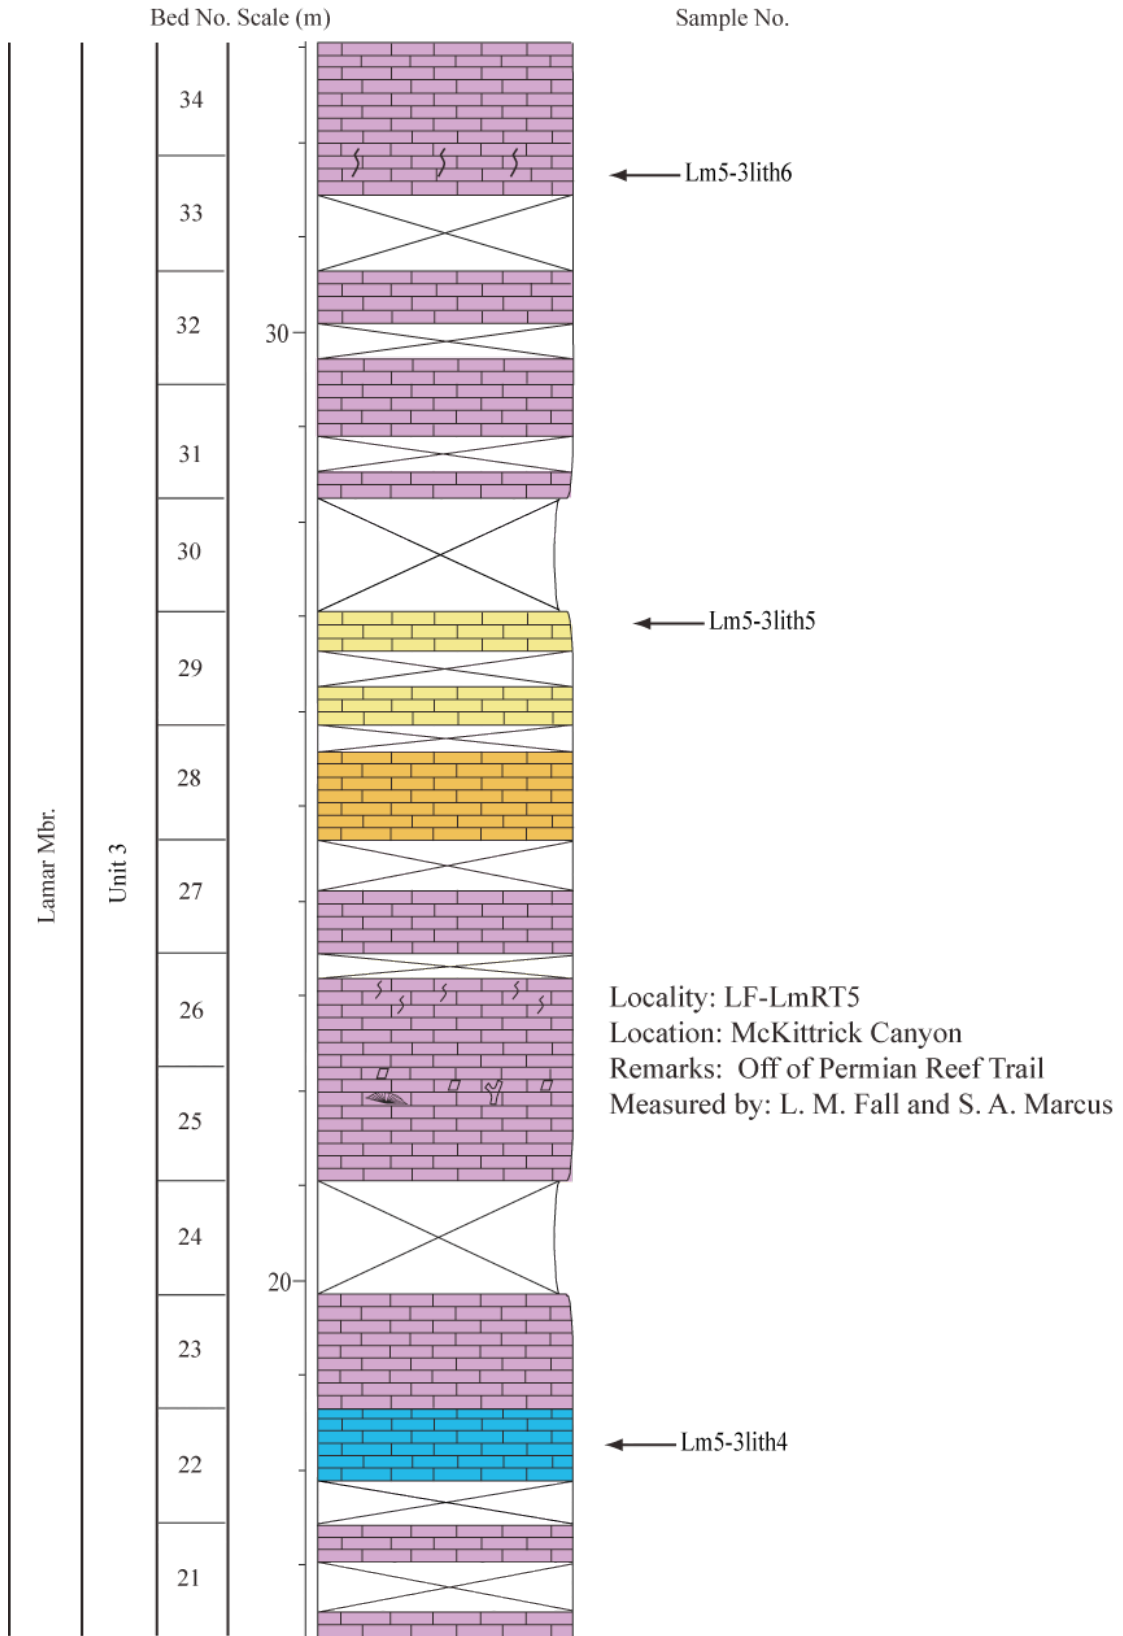 Bed No. Scale (m) Sample No.
34
Lm5-3lith6
33
32
30
31
30
Lm5-3lith5
29
28
Lamar Mbr.
Unit 3
27
26
Locality: LF-LmRT5
Location: McKittrick Canyon
Remarks: Off of Permian Reef Trail
Measured by: L. M. Fall and S. A. Marcus
25
24
20
23
Lm5-3lith4
22
21